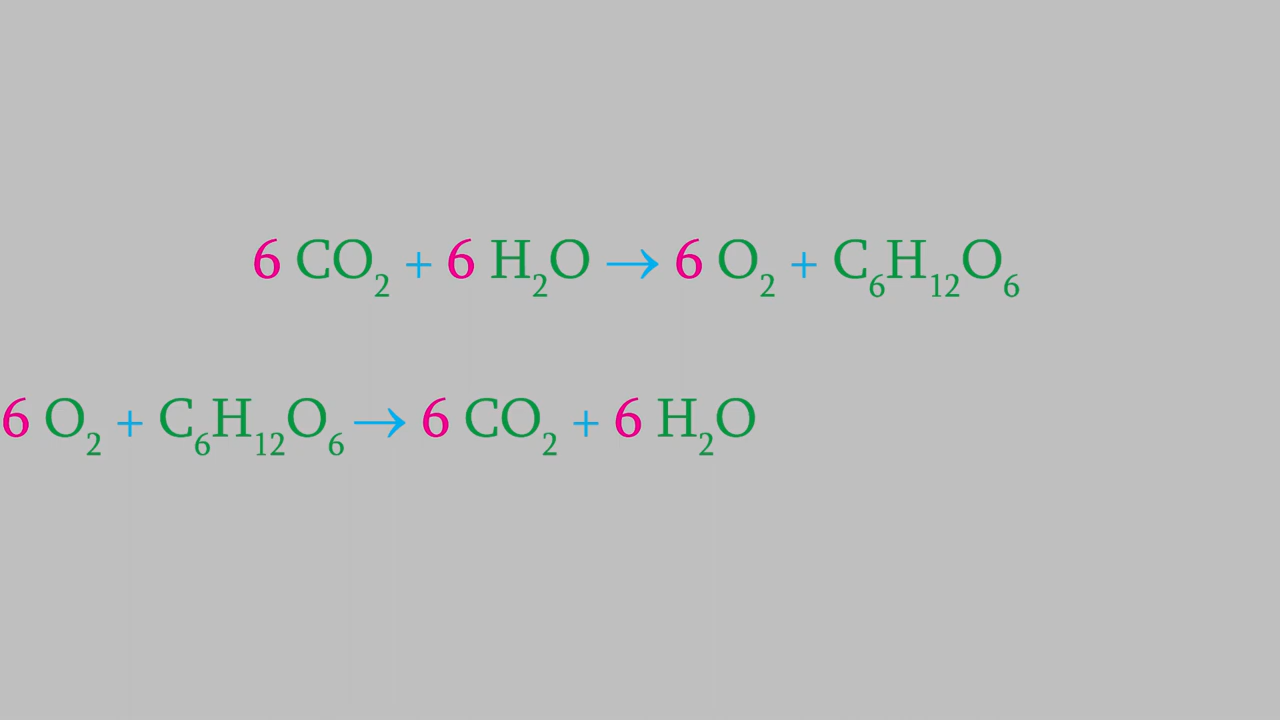 6 CO₂ + 6 H₂O → 6 O₂ + C₆H₁₂O₆
6 O₂ + C₆H₁₂O₆ → 6 CO₂ + 6 H₂O